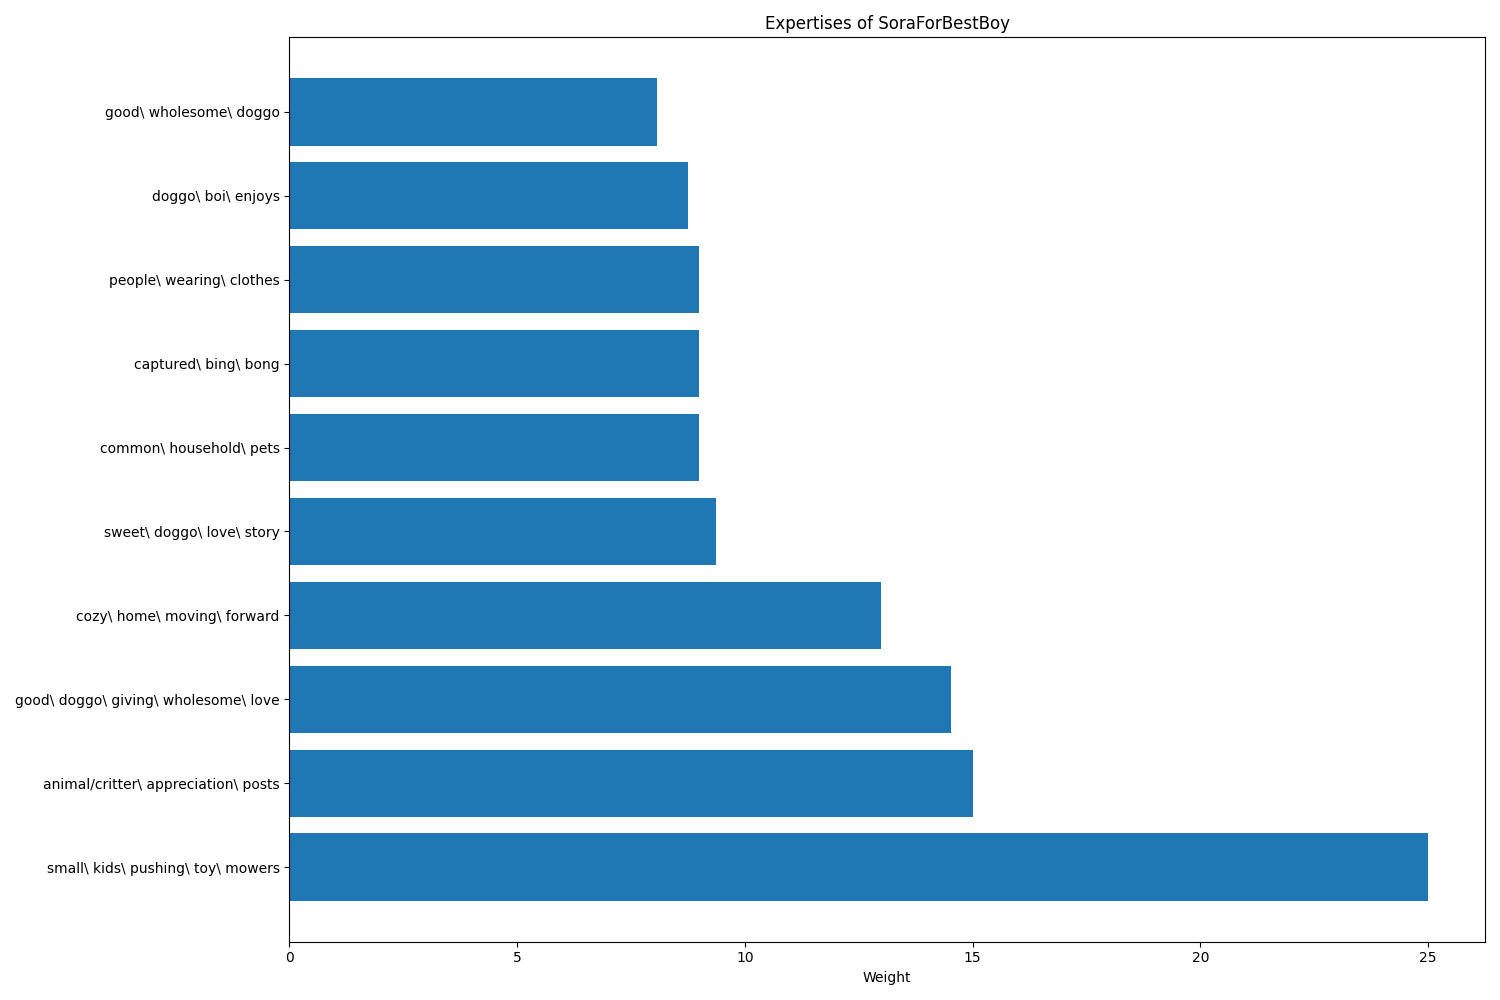 Expertises of SoraForBestBoy
good\ wholesome\ doggo
doggo\ boi\ enjoys
people\ wearing\ clothes
captured\ bing\ bong
common\ household\ pets
sweet\ doggo\ love\ story
cozy\ home\ moving\ forward
good\ doggo\ giving\ wholesome\ love
animal/critter\ appreciation\ posts
small\ kids\ pushing\ toy\ mowers
0 5 10 15 20 25
Weight